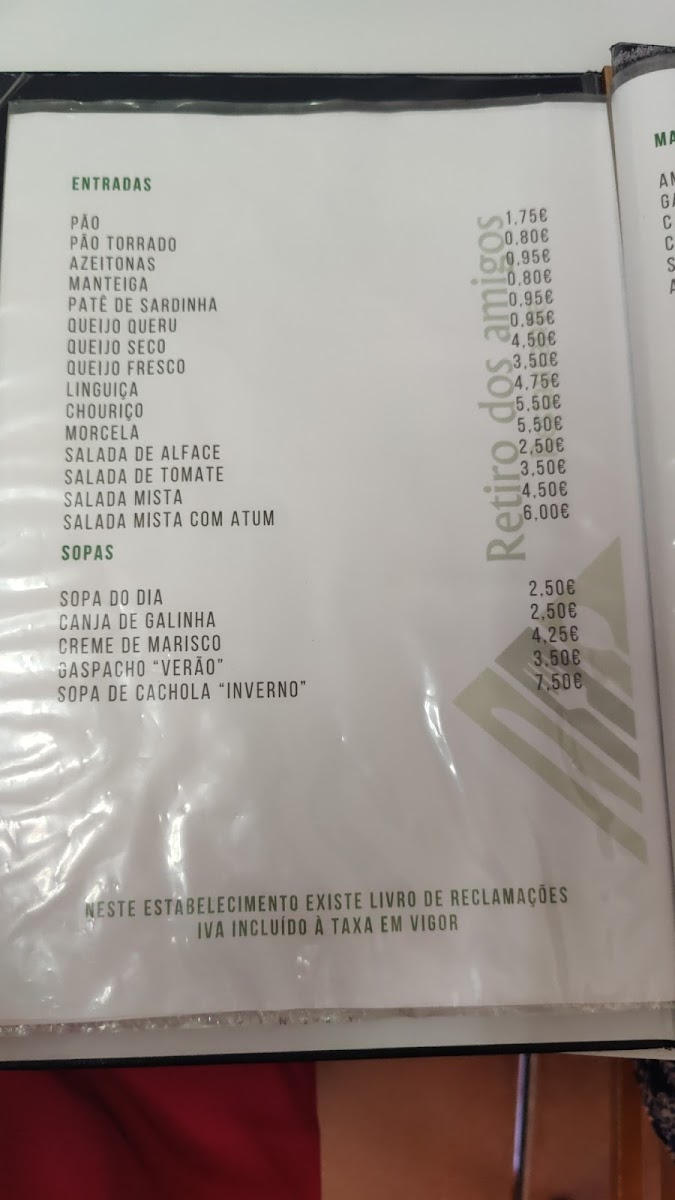 ENTRADAS
PÃO 1,75€
PÃO TORRADO 0,80€
AZEITONAS 0,95€
MANTEIGA 0,80€
PATÊ DE SARDINHA 0,95€
QUEIJO QUERU 0,95€
QUEIJO SECO 4,50€
QUEIJO FRESCO 3,50€
LINGUIÇA 4,75€
CHOURIÇO 5,50€
MORCELA 5,50€
SALADA DE ALFACE 2,50€
SALADA DE TOMATE 3,50€
SALADA MISTA 4,50€
SALADA MISTA COM ATUM 6,00€
Retiro dos amigos
SOPAS
SOPA DO DIA 2,50€
CANJA DE GALINHA 2,50€
CREME DE MARISCO 4,25€
GASPACHO “VERÃO” 3,50€
SOPA DE CACHOLA “INVERNO” 7,50€
NESTE ESTABELECIMENTO EXISTE LIVRO DE RECLAMAÇÕES
IVA INCLUÍDO À TAXA EM VIGOR